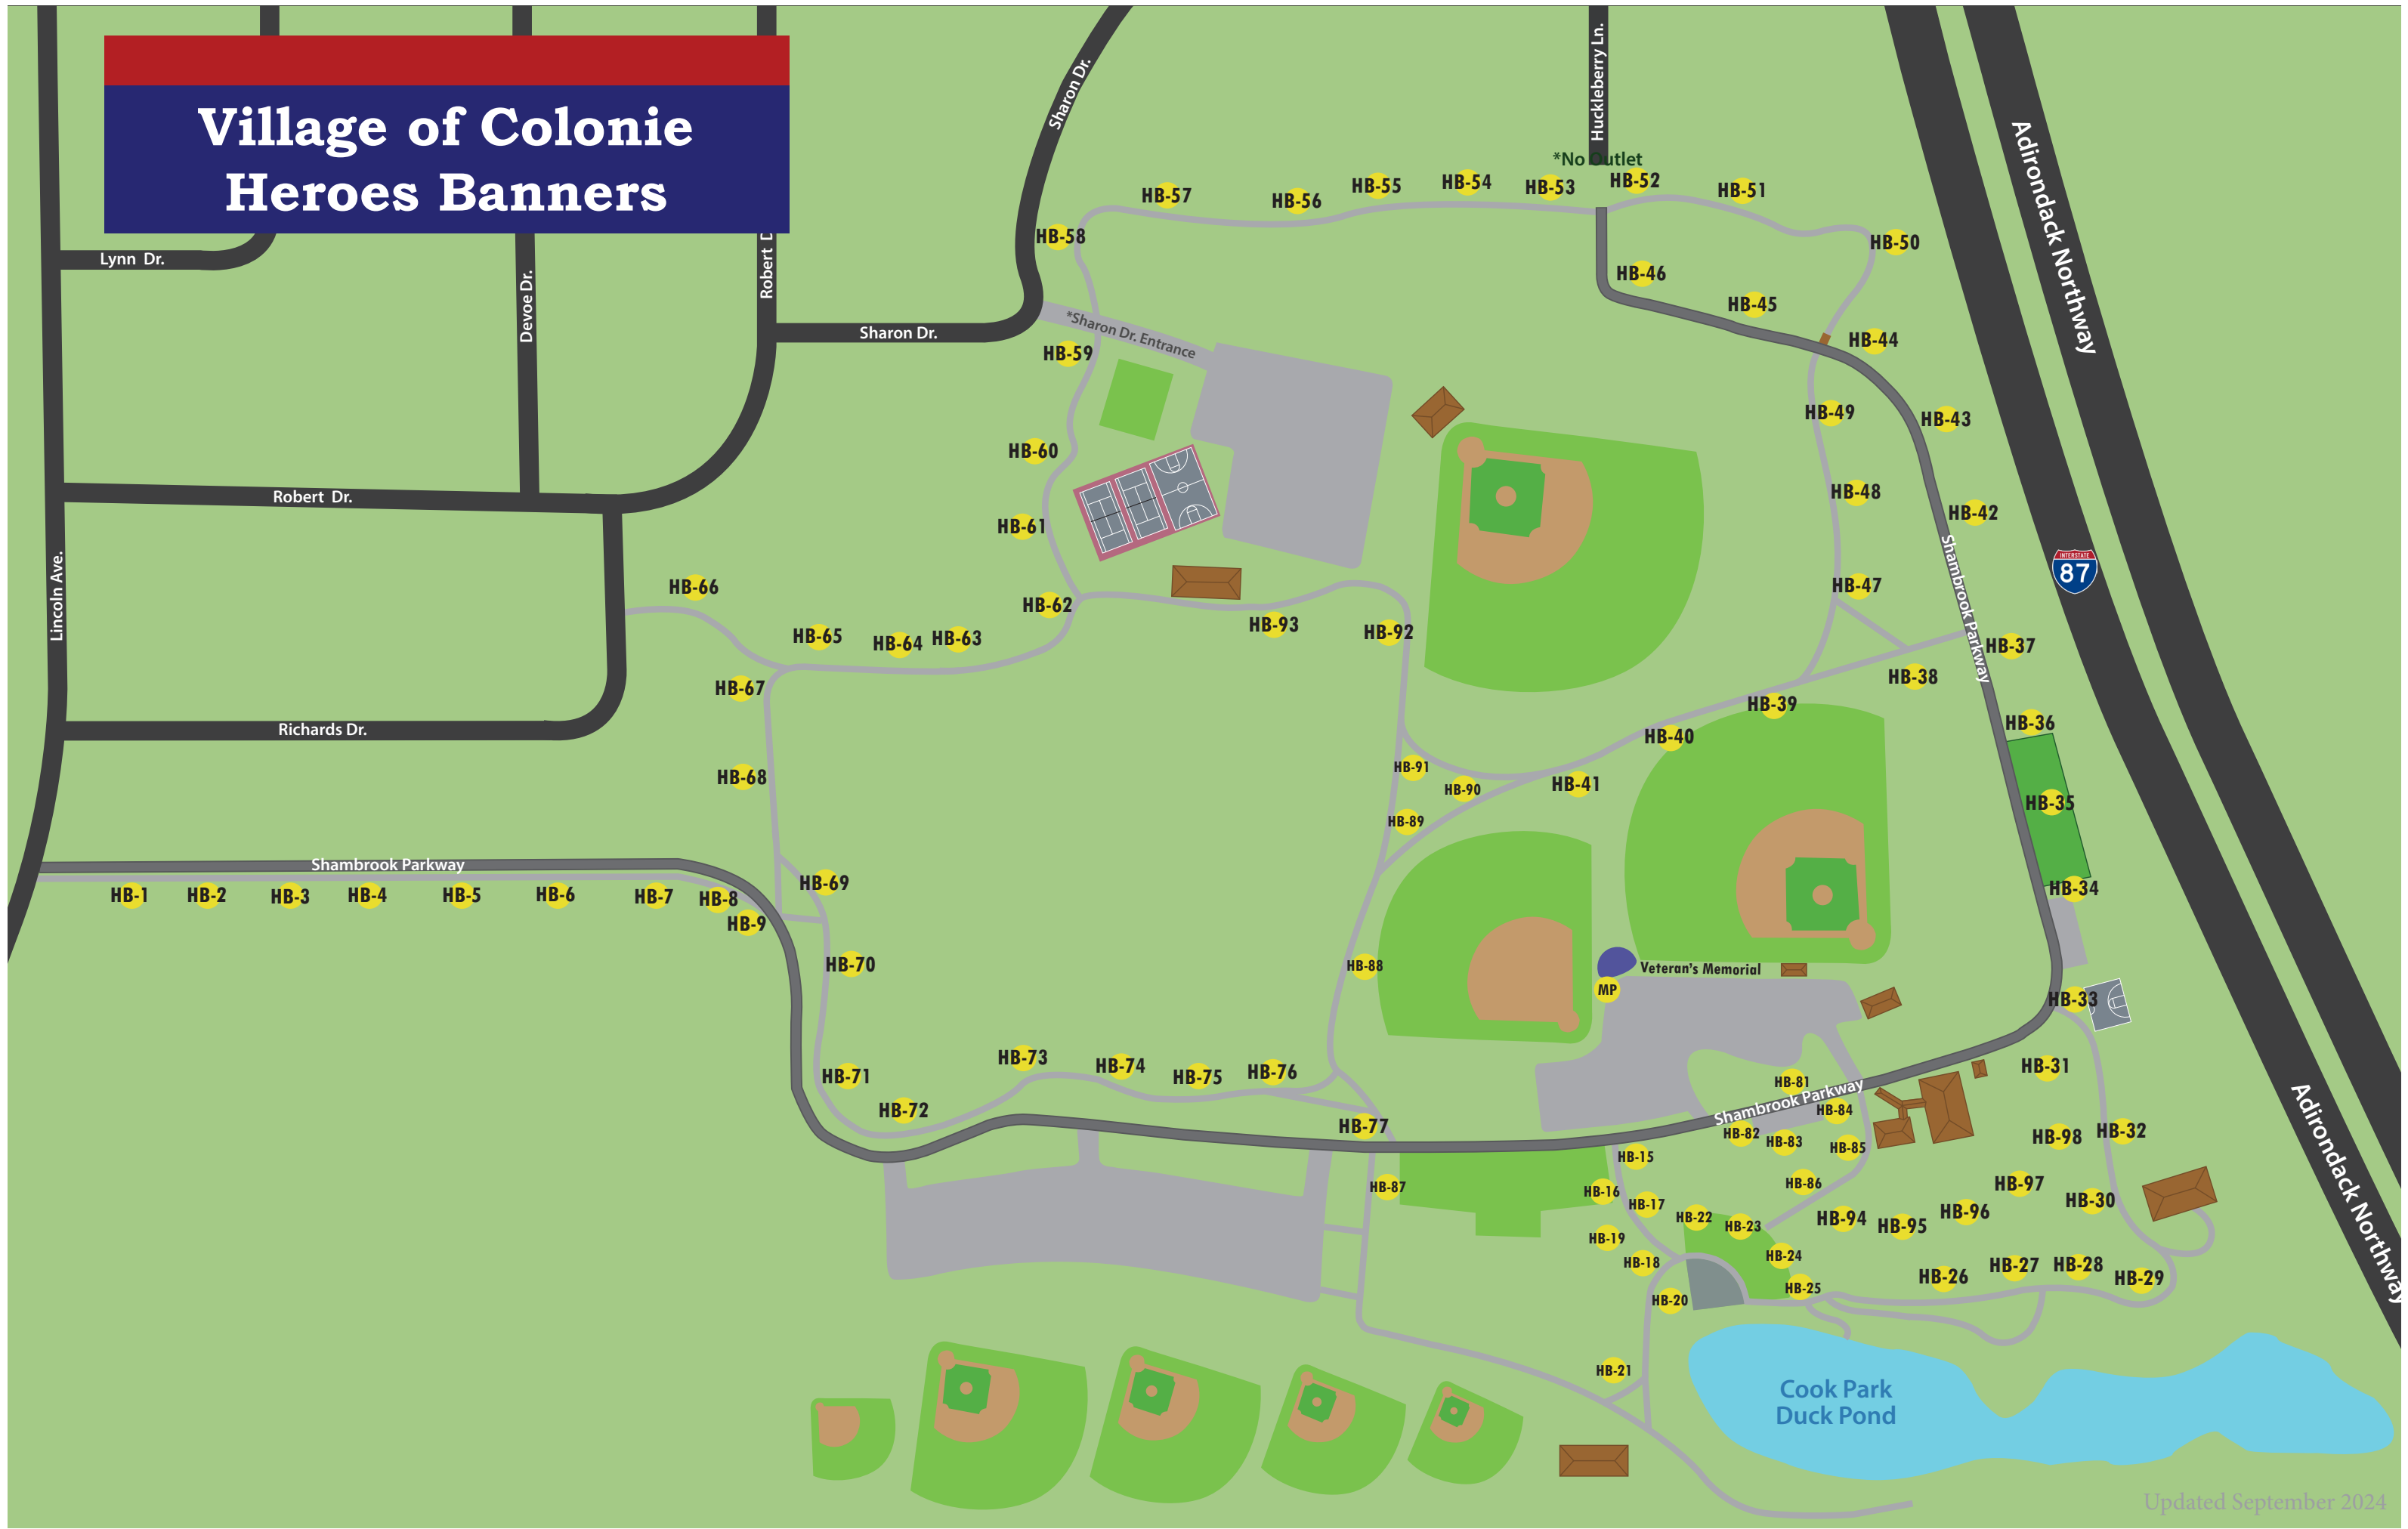 Village of Colonie
Heroes Banners
Sharon Dr.
Huckleberry Ln.
*No Outlet
Adirondack Northway
HB-57
HB-56
HB-55
HB-54
HB-53
HB-52
HB-51
HB-58
HB-50
Lynn Dr.
Devoe Dr.
Robert D
HB-46
HB-45
HB-44
*Sharon Dr. Entrance
Sharon Dr.
HB-59
HB-49
HB-43
HB-60
HB-48
HB-42
Robert Dr.
HB-61
Shambrook Parkway
INTERSTATE
87
Lincoln Ave.
HB-66
HB-62
HB-47
HB-65
HB-64
HB-63
HB-93
HB-92
HB-37
HB-38
HB-67
HB-39
Richards Dr.
HB-40
HB-36
HB-68
HB-91
HB-90
HB-41
HB-35
HB-89
Shambrook Parkway
HB-1
HB-2
HB-3
HB-4
HB-5
HB-6
HB-7
HB-8
HB-9
HB-69
HB-34
HB-70
HB-88
Veteran's Memorial
MP
HB-33
HB-71
HB-73
HB-74
HB-75
HB-76
HB-31
HB-81
Shambrook Parkway
HB-72
HB-77
HB-84
HB-82
HB-83
HB-85
HB-98
HB-32
Adirondack Northway
HB-15
HB-87
HB-16
HB-17
HB-86
HB-97
HB-30
HB-22
HB-23
HB-94
HB-95
HB-96
HB-19
HB-18
HB-24
HB-26
HB-27
HB-28
HB-29
HB-20
HB-25
HB-21
Cook Park
Duck Pond
Updated September 2024